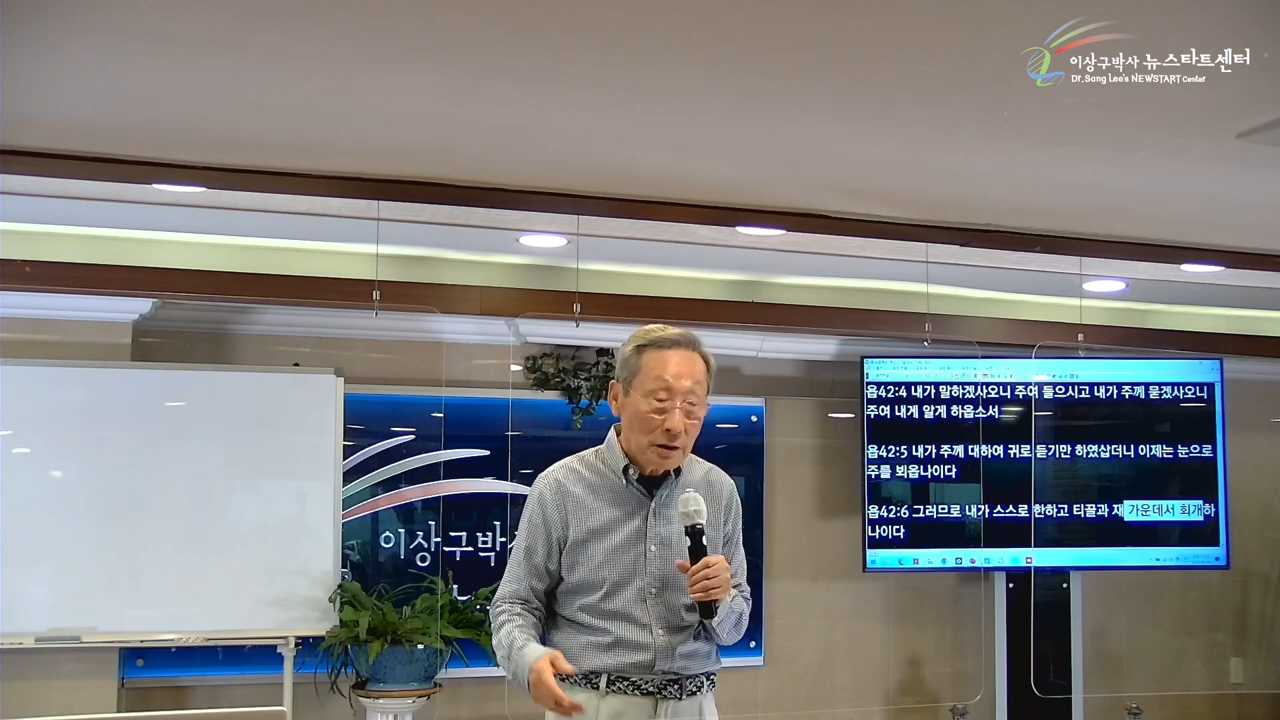 이상구박사 뉴스타트센터
Dr. Sang Lee's NEWSTART Center
욥42:4 내가 말하겠사오니 주여 들으시고 내가 주께 묻겠사오니
주여 내게 알게 하옵소서
욥42:5 내가 주께 대하여 귀로 듣기만 하였삽더니 이제는 눈으로
주를 뵈옵나이다
욥42:6 그러므로 내가 스스로 한하고 티끌과 재 가운데서 회개하
나이다
이상구박